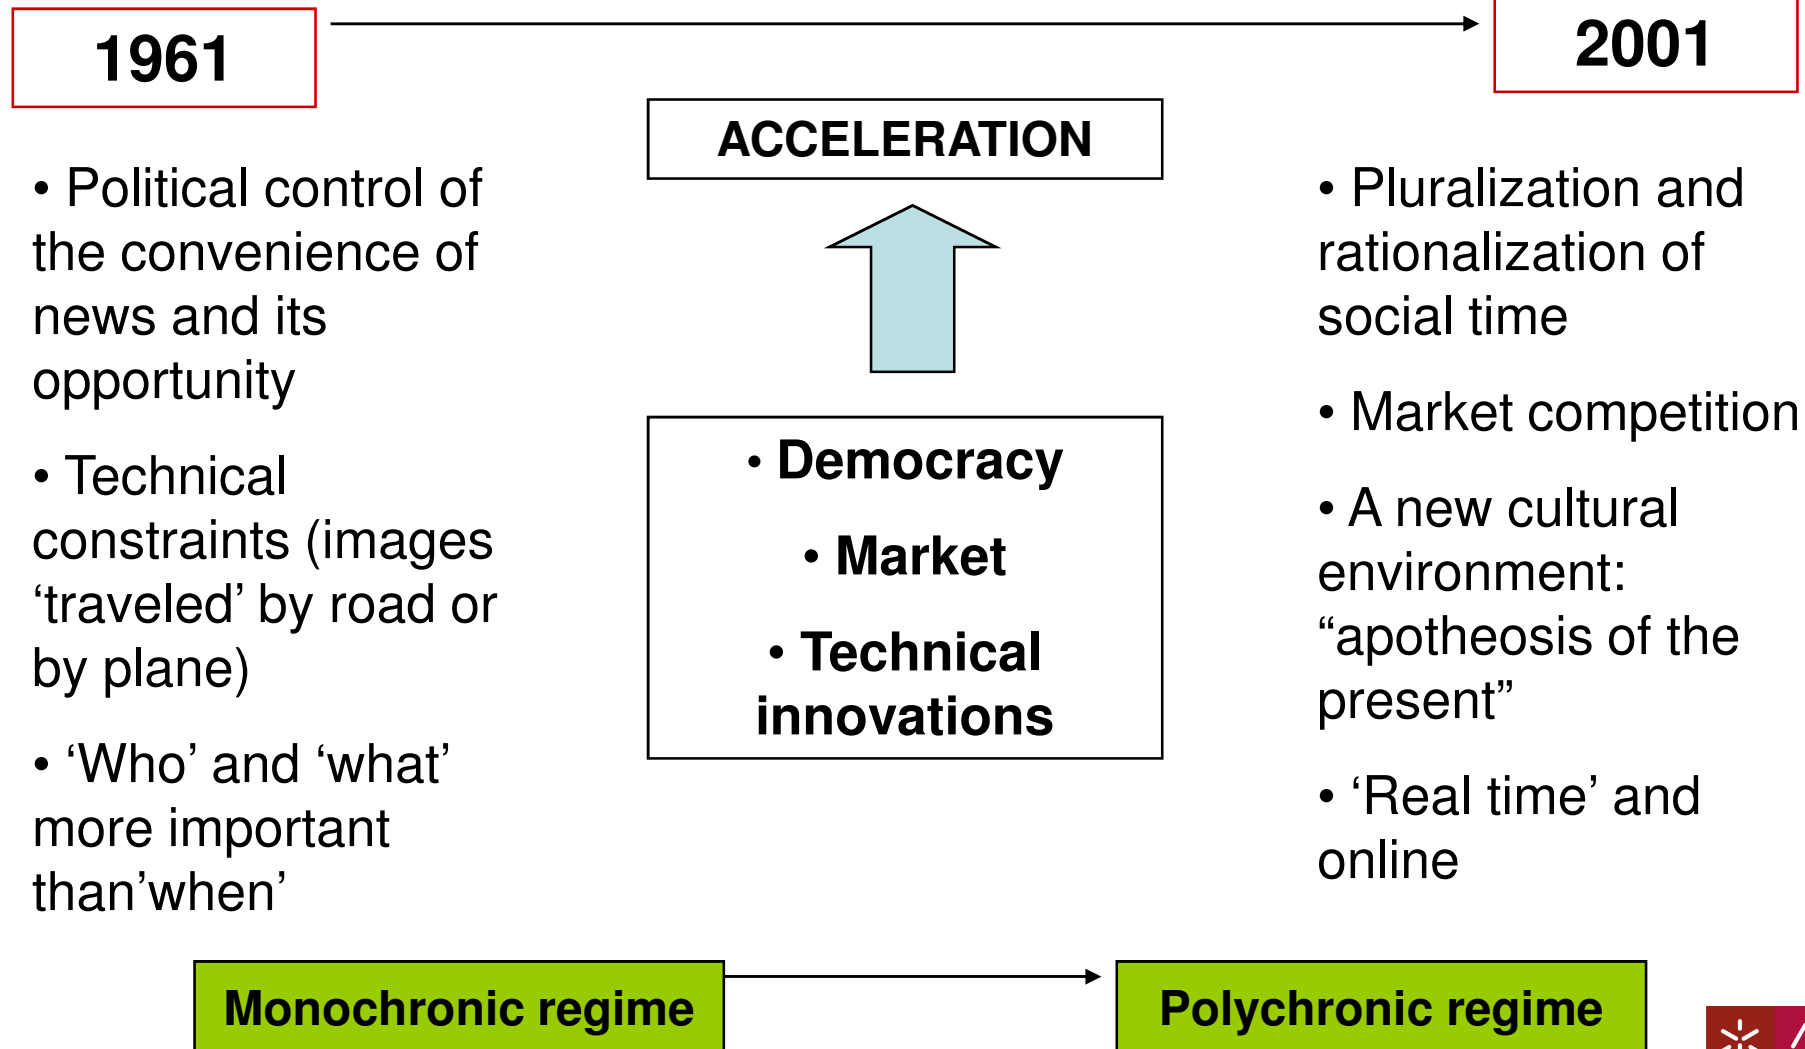 1961
2001
ACCELERATION
• Political control of
the convenience of
news and its
opportunity
• Technical
constraints (images
‘traveled’ by road or
by plane)
• ‘Who’ and ‘what’
more important
than’when’
• Democracy
• Market
• Technical
innovations
• Pluralization and
rationalization of
social time
• Market competition
• A new cultural
environment:
“apotheosis of the
present”
• ‘Real time’ and
online
Monochronic regime
Polychronic regime